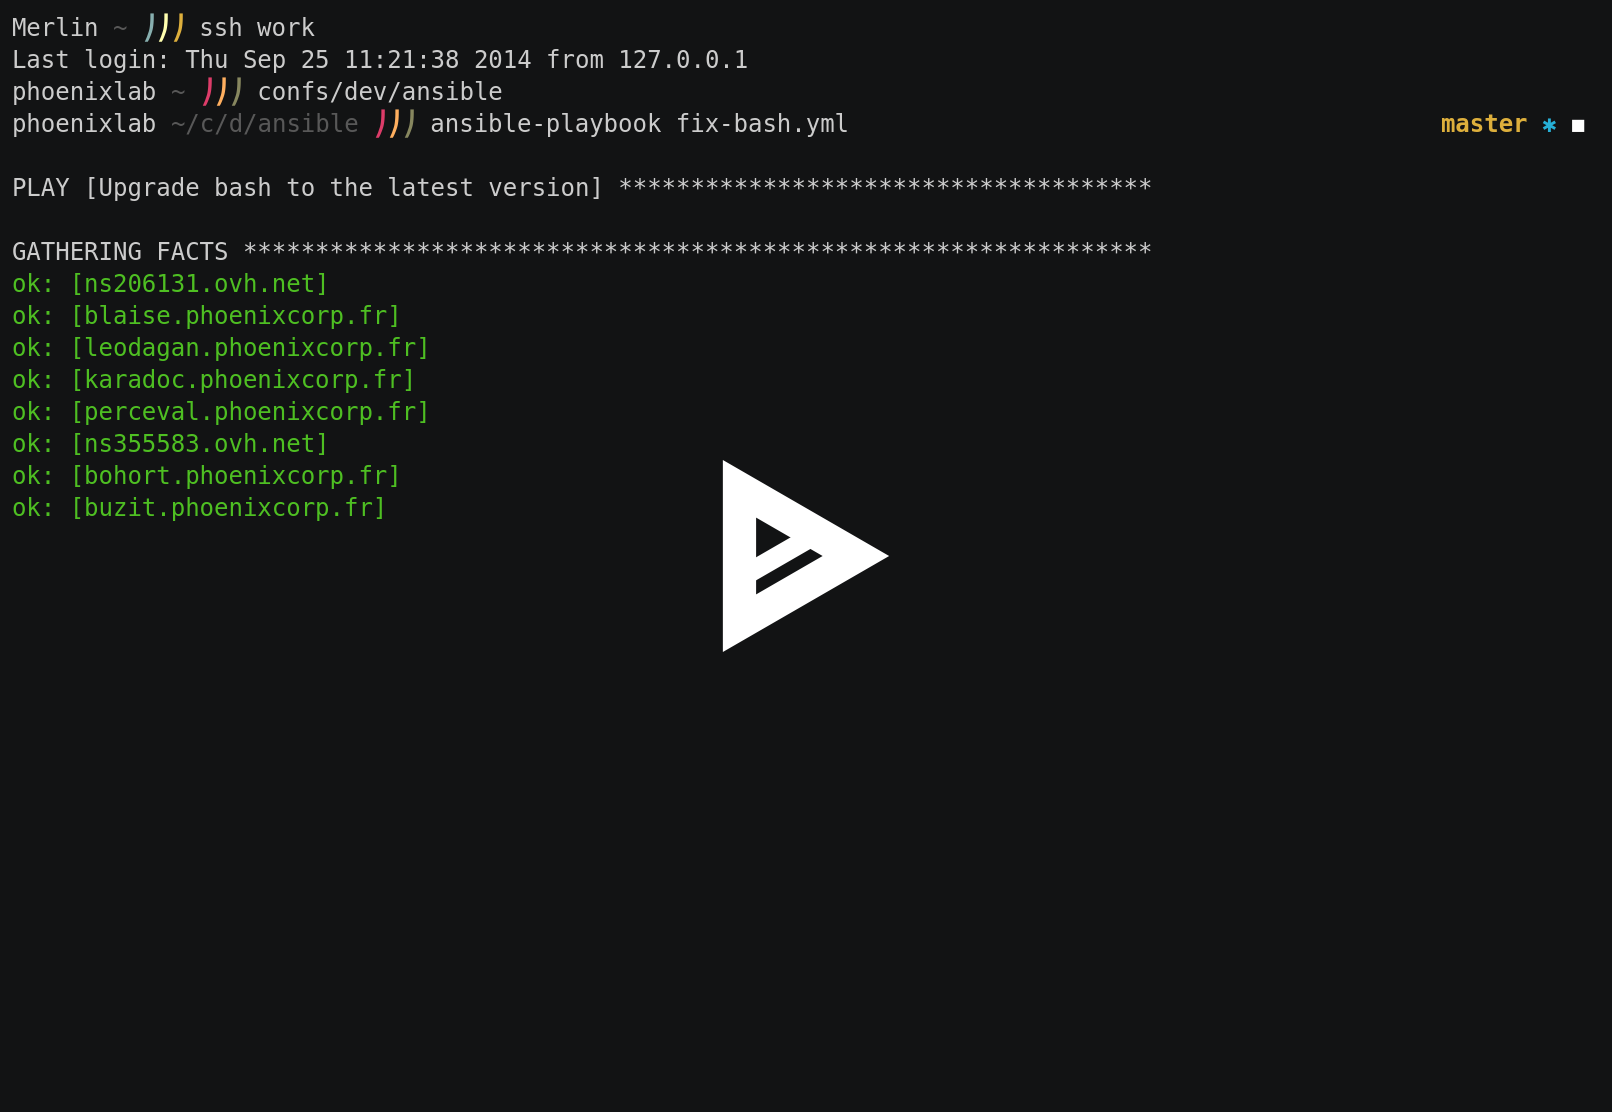 Merlin ~ ))) ssh work
Last login: Thu Sep 25 11:21:38 2014 from 127.0.0.1
phoenixlab ~ ))) confs/dev/ansible
phoenixlab ~/c/d/ansible ))) ansible-playbook fix-bash.yml master ✱ ◼
PLAY [Upgrade bash to the latest version] *************************************
GATHERING FACTS ***************************************************************
ok: [ns206131.ovh.net]
ok: [blaise.phoenixcorp.fr]
ok: [leodagan.phoenixcorp.fr]
ok: [karadoc.phoenixcorp.fr]
ok: [perceval.phoenixcorp.fr]
ok: [ns355583.ovh.net]
ok: [bohort.phoenixcorp.fr]
ok: [buzit.phoenixcorp.fr]